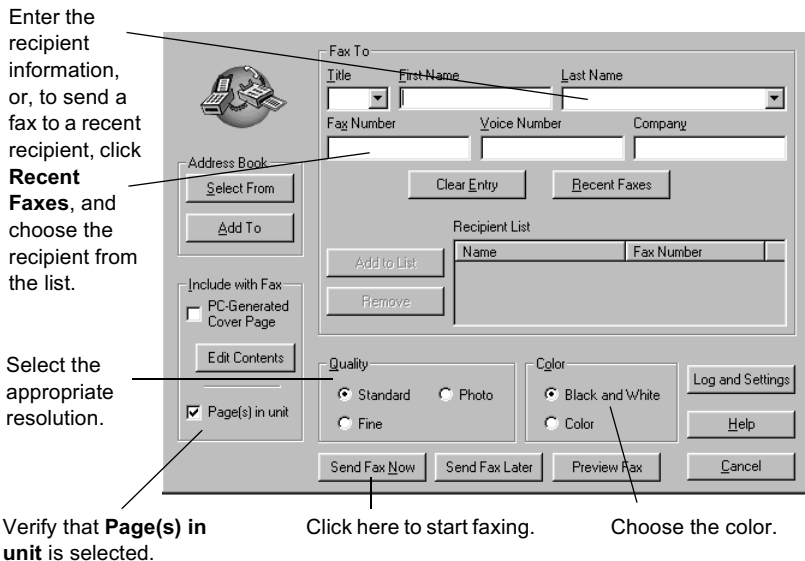 Enter the
recipient
information,
or, to send a
fax to a recent
recipient, click
Recent
Faxes, and
choose the
recipient from
the list.
Select the
appropriate
resolution.
Verify that Page(s) in
unit is selected.
Address Book
Select From
Add To
Include with Fax
PC-Generated
Cover Page
Edit Contents
Page(s) in unit
Fax To
Title First Name Last Name
Fax Number Voice Number Company
Clear Entry Recent Faxes
Recipient List
Name Fax Number
Add to List
Remove
Quality
Standard Photo
Fine
Color
Black and White
Color
Log and Settings
Help
Send Fax Now Send Fax Later Preview Fax Cancel
Click here to start faxing.
Choose the color.